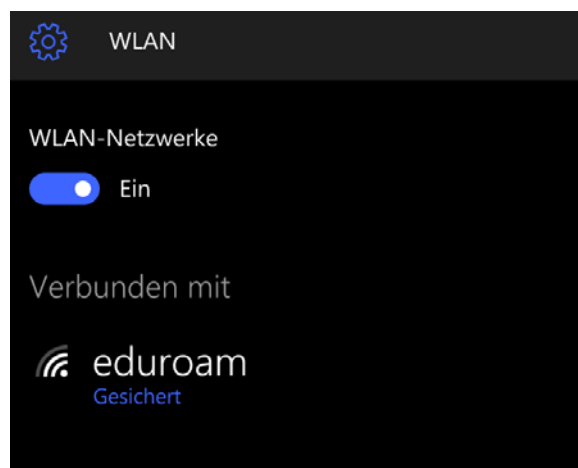 WLAN
WLAN-Netzwerke
Ein
Verbunden mit
eduroam
Gesichert